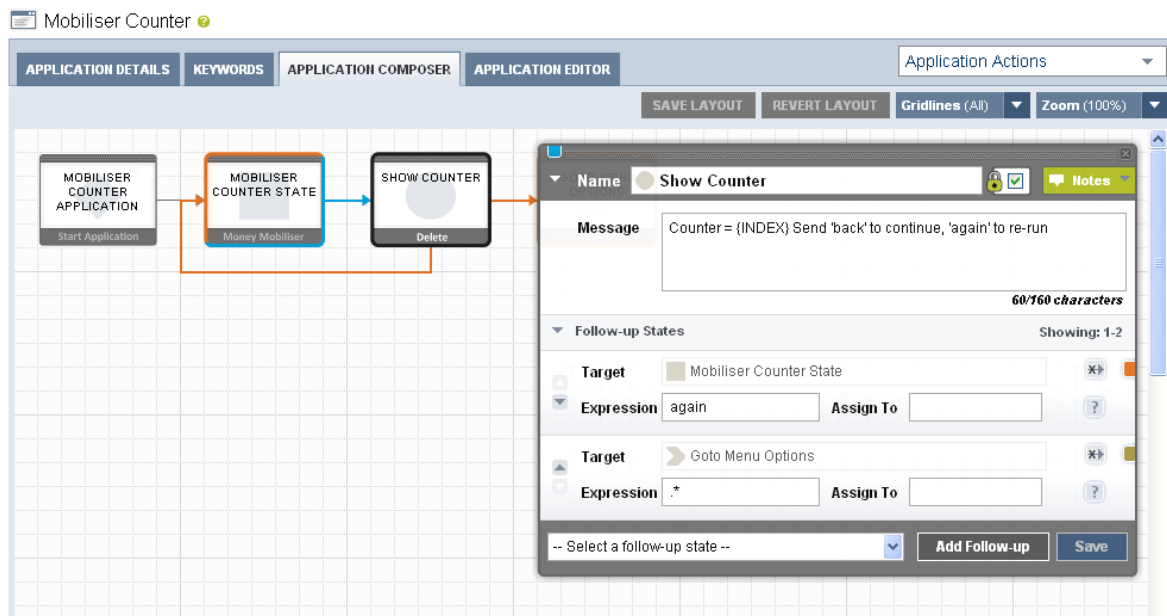 Mobiliser Counter
APPLICATION DETAILS KEYWORDS APPLICATION COMPOSER APPLICATION EDITOR Application Actions
SAVE LAYOUT REVERT LAYOUT Gridlines (All) Zoom (100%)
MOBILISER
COUNTER
APPLICATION
Start Application
MOBILISER
COUNTER STATE
Money Mobiliser
SHOW COUNTER
Delete
Name Show Counter Notes
Message Counter = {INDEX} Send 'back' to continue, 'again' to re-run
60/160 characters
Follow-up States Showing: 1-2
Target Mobiliser Counter State
Expression again Assign To
?
Target Goto Menu Options
Expression .* Assign To
?
-- Select a follow-up state -- Add Follow-up Save